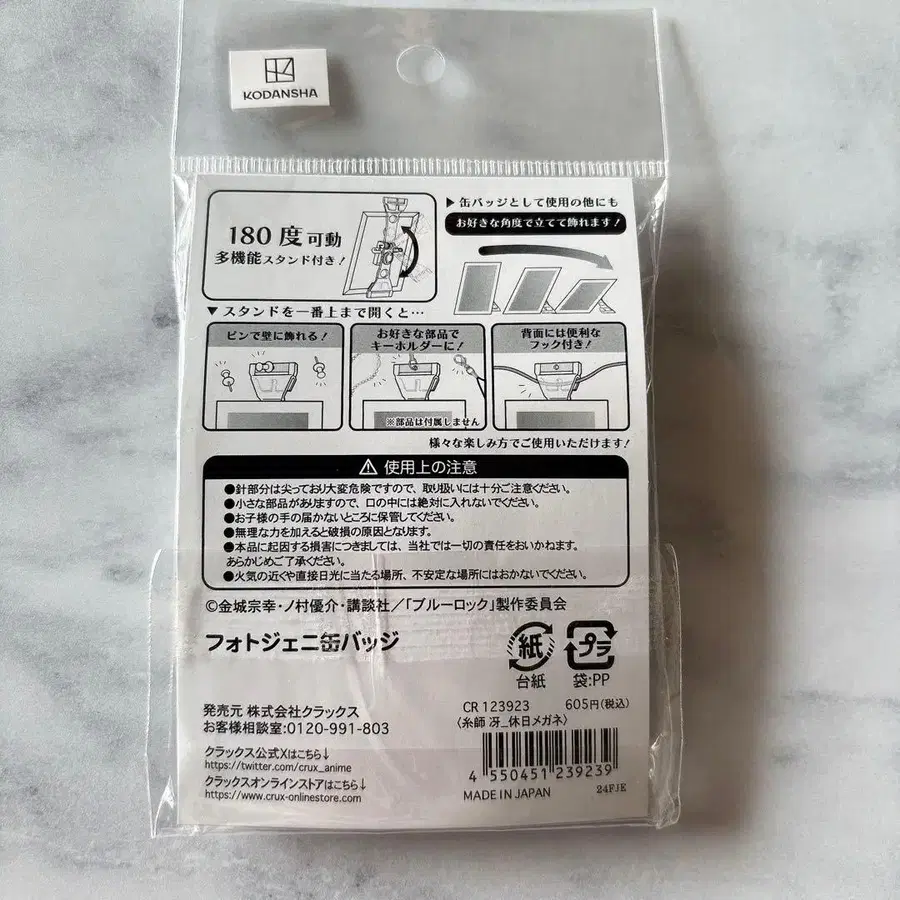 KODANSHA
180度可動
多機能スタンド付き!
▶缶バッジとして使用の他にも
お好きな角度で立てて飾れます!
▼スタンドを一番上まで開くと…
ピンで壁に飾れる!
お好きな部品で
キーホルダーに!
※部品は付属しません
背面には便利な
フック付き!
様々な楽しみ方でご使用いただけます!
⚠使用上の注意
●針部分は尖っており大変危険ですので、取り扱いには十分ご注意ください。
●小さな部品がありますので、口の中には絶対に入れないでください。
●お子様の手の届かないところに保管してください。
●無理な力を加えると破損の原因となります。
●本品に起因する損害につきましては、当社では一切の責任をおいかねます。
あらかじめご了承ください。
●火気の近くや直接日光に当たる場所、不安定な場所にはおかないでください。
©金城宗幸・ノ村優介・講談社/「ブルーロック」製作委員会
フォトジェニ缶バッジ
紙
台紙
プラ
袋:PP
発売元 株式会社クラックス
お客様相談室:0120-991-803
クラックス公式Xはこちら↓
https://twitter.com/crux_anime
クラックスオンラインストアはこちら↓
https://www.crux-onlinestore.com
CR 123923 605円(税込)
〈糸師 冴_休日メガネ〉
4 550451 239239
MADE IN JAPAN 24FJE